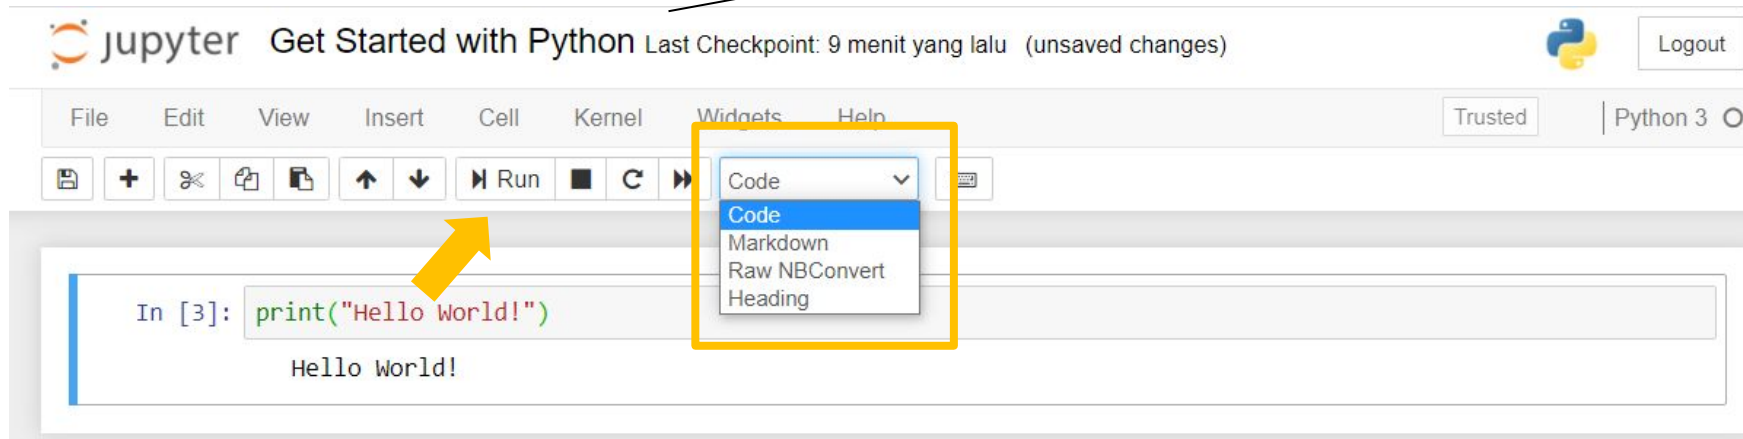 jupyter Get Started with Python Last Checkpoint: 9 menit yang lalu (unsaved changes) Logout
File Edit View Insert Cell Kernel Widgets Help Trusted Python 3
Run Code
Code
Markdown
Raw NBConvert
Heading
In [3]: print("Hello World!")
Hello World!